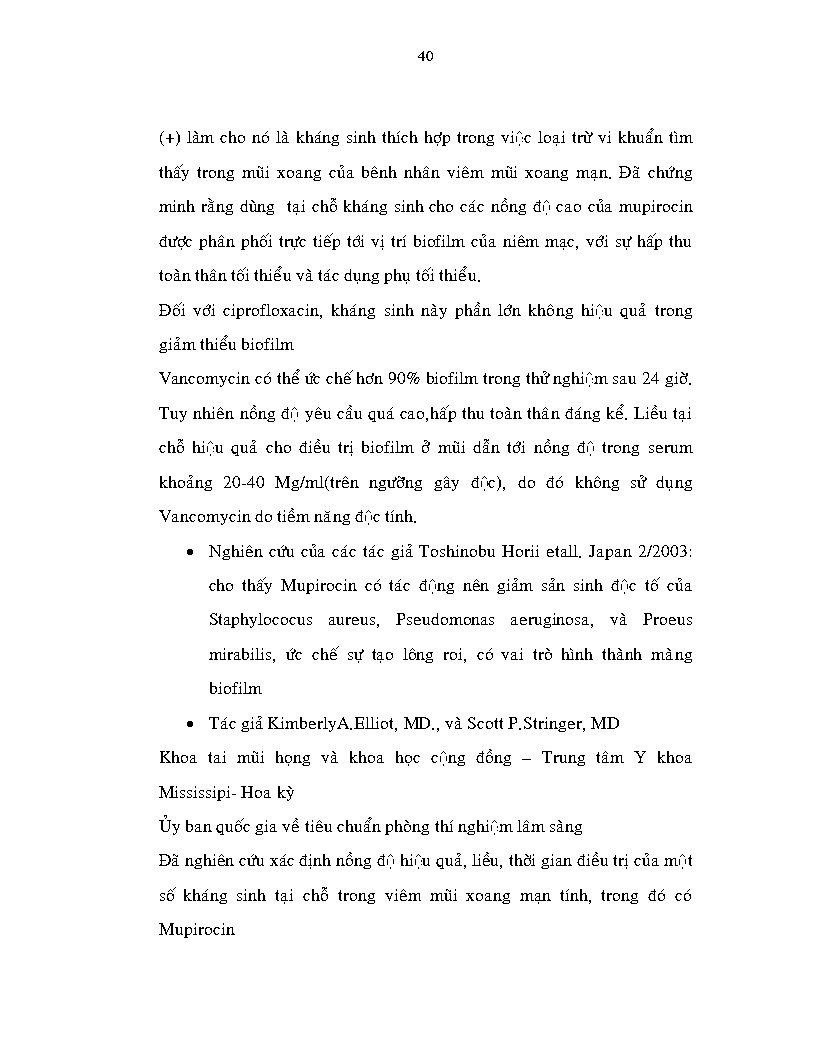 40
(+) làm cho nó là kháng sinh thích hợp trong việc loại trừ vi khuẩn tìm
thấy trong mũi xoang của bênh nhân viêm mũi xoang mạn. Đã chứng
minh rằng dùng tại chỗ kháng sinh cho các nồng độ cao của mupirocin
được phân phối trực tiếp tới vị trí biofilm của niêm mạc, với sự hấp thu
toàn thân tối thiểu và tác dụng phụ tối thiểu.
Đối với ciprofloxacin, kháng sinh này phần lớn không hiệu quả trong
giảm thiểu biofilm
Vancomycin có thể ức chế hơn 90% biofilm trong thử nghiệm sau 24 giờ.
Tuy nhiên nồng độ yêu cầu quá cao,hấp thu toàn thân đáng kể. Liều tại
chỗ hiệu quả cho điều trị biofilm ở mũi dẫn tới nồng độ trong serum
khoảng 20-40 Mg/ml(trên ngưỡng gây độc), do đó không sử dụng
Vancomycin do tiềm năng độc tính.
• Nghiên cứu của các tác giả Toshinobu Horii etall. Japan 2/2003:
cho thấy Mupirocin có tác động nên giảm sản sinh độc tố của
Staphylococus aureus, Pseudomonas aeruginosa, và Proeus
mirabilis, ức chế sự tạo lông roi, có vai trò hình thành màng
biofilm
• Tác giả KimberlyA.Elliot, MD., và Scott P.Stringer, MD
Khoa tai mũi họng và khoa học cộng đồng – Trung tâm Y khoa
Mississipi- Hoa kỳ
Ủy ban quốc gia về tiêu chuẩn phòng thí nghiệm lâm sàng
Đã nghiên cứu xác định nồng độ hiệu quả, liều, thời gian điều trị của một
số kháng sinh tại chỗ trong viêm mũi xoang mạn tính, trong đó có
Mupirocin